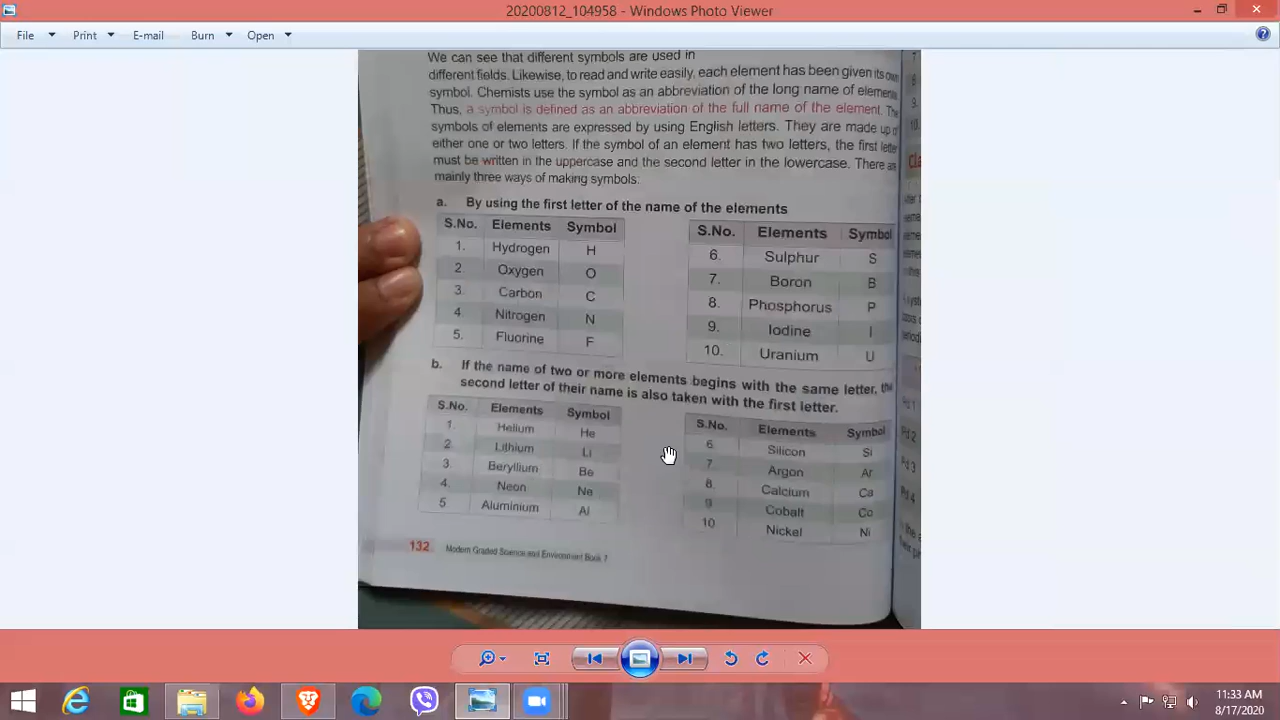 20200812_104958 - Windows Photo Viewer
File Print E-mail Burn Open
We can see that different symbols are used in
different fields. Likewise, to read and write easily, each element has been given its own
symbol. Chemists use the symbol as an abbreviation of the long name of elements.
Thus, a symbol is defined as an abbreviation of the full name of the element. The
symbols of elements are expressed by using English letters. They are made up of
either one or two letters. If the symbol of an element has two letters, the first letter
must be written in the uppercase and the second letter in the lowercase. There are
mainly three ways of making symbols:
a. By using the first letter of the name of the elements
S.No. Elements Symbol
1. Hydrogen H
2 Oxygen O
3. Carbon C
4. Nitrogen N
5. Fluorine F
S.No. Elements Symbol
6. Sulphur S
7. Boron B
8. Phosphorus P
9. Iodine I
10. Uranium U
b. If the name of two or more elements begins with the same letter, the
second letter of their name is also taken with the first letter.
S.No. Elements Symbol
1. Helium He
2 Lithium Li
3. Beryllium Be
4. Neon Ne
5 Aluminium Al
S.No. Elements Symbol
6. Silicon Si
7. Argon Ar
8. Calcium Ca
9 Cobalt Co
10 Nickel Ni
132 Modern Graded Science and Environment Book 7
11:33 AM
8/17/2020